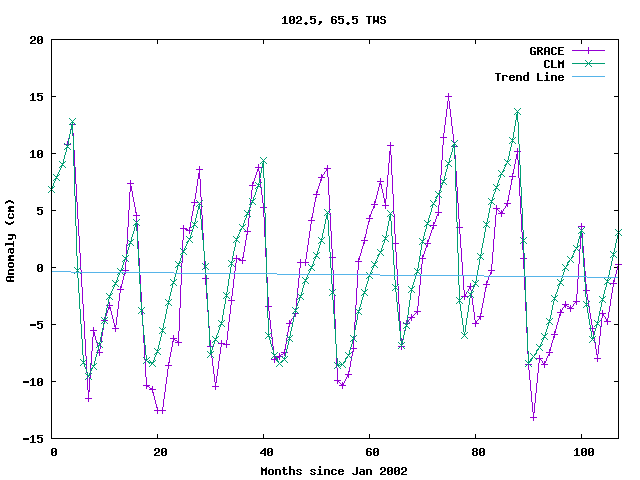 102.5, 65.5 TWS
GRACE
CLM
Trend Line
20
15
10
5
0
-5
-10
-15
Anomaly (cm)
0 20 40 60 80 100
Months since Jan 2002